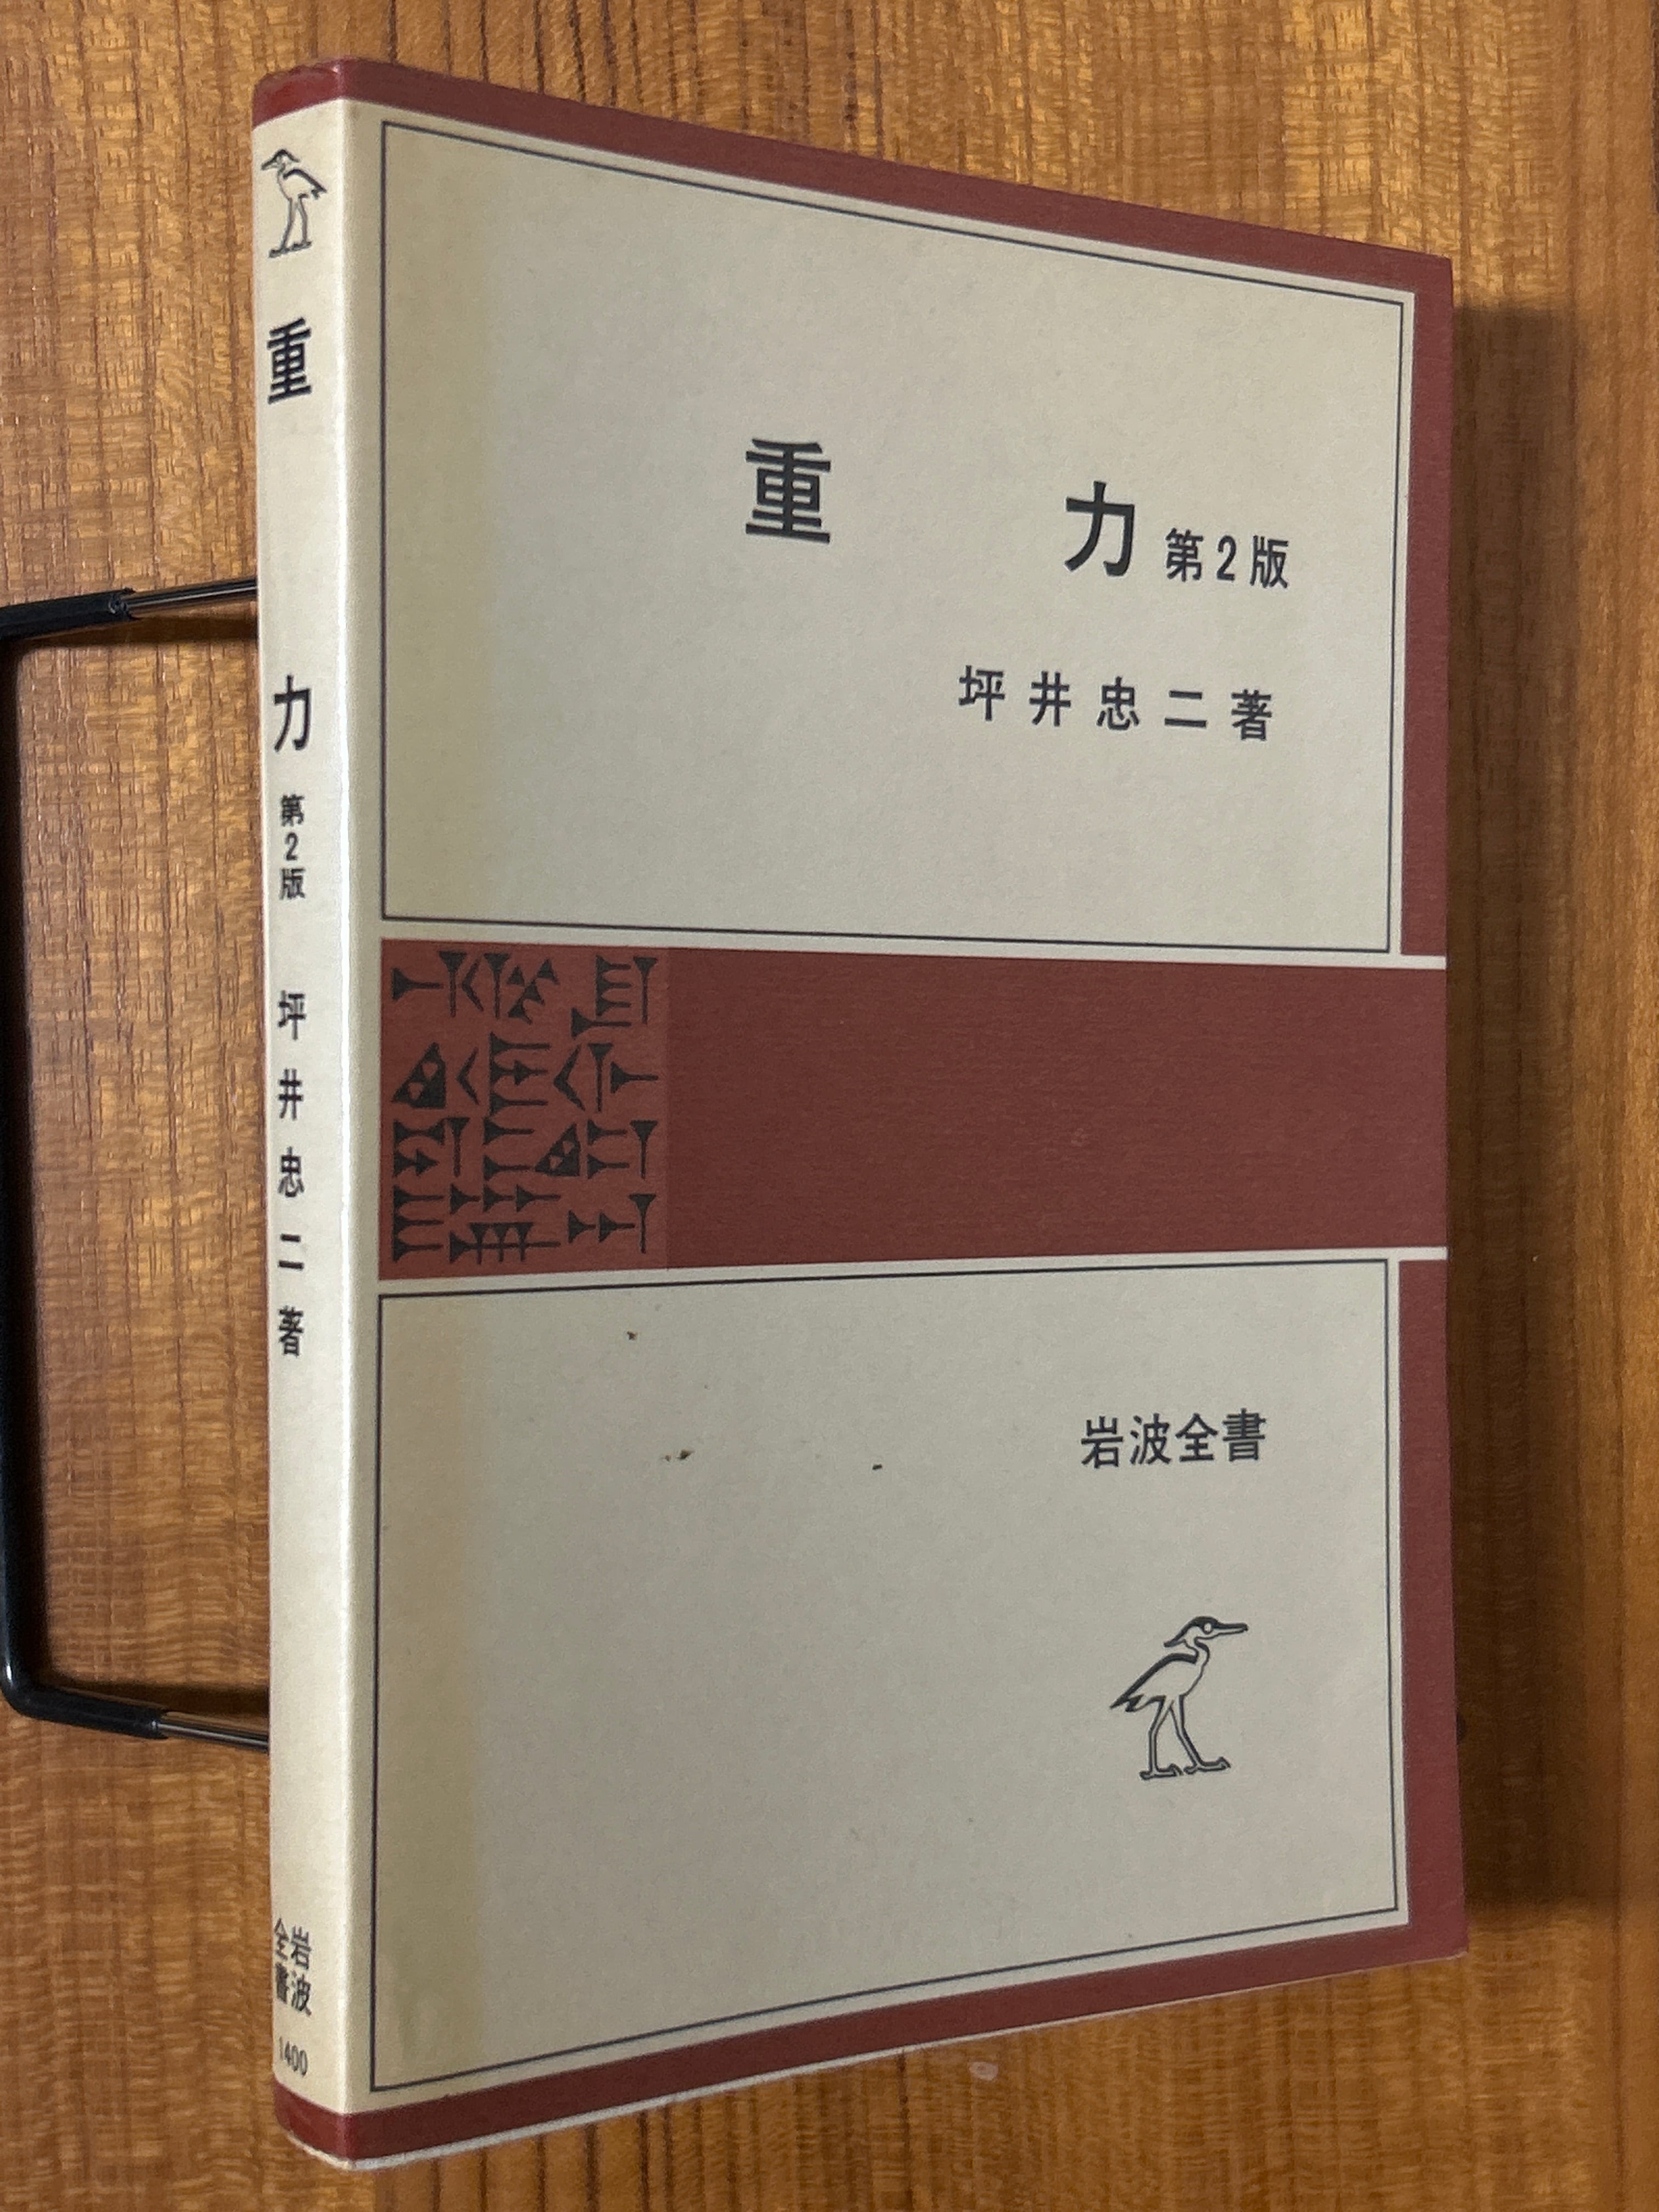 重力 第2版
坪井忠二著
岩波全書
重力 第2版 坪井忠二著
岩波
全書
1400